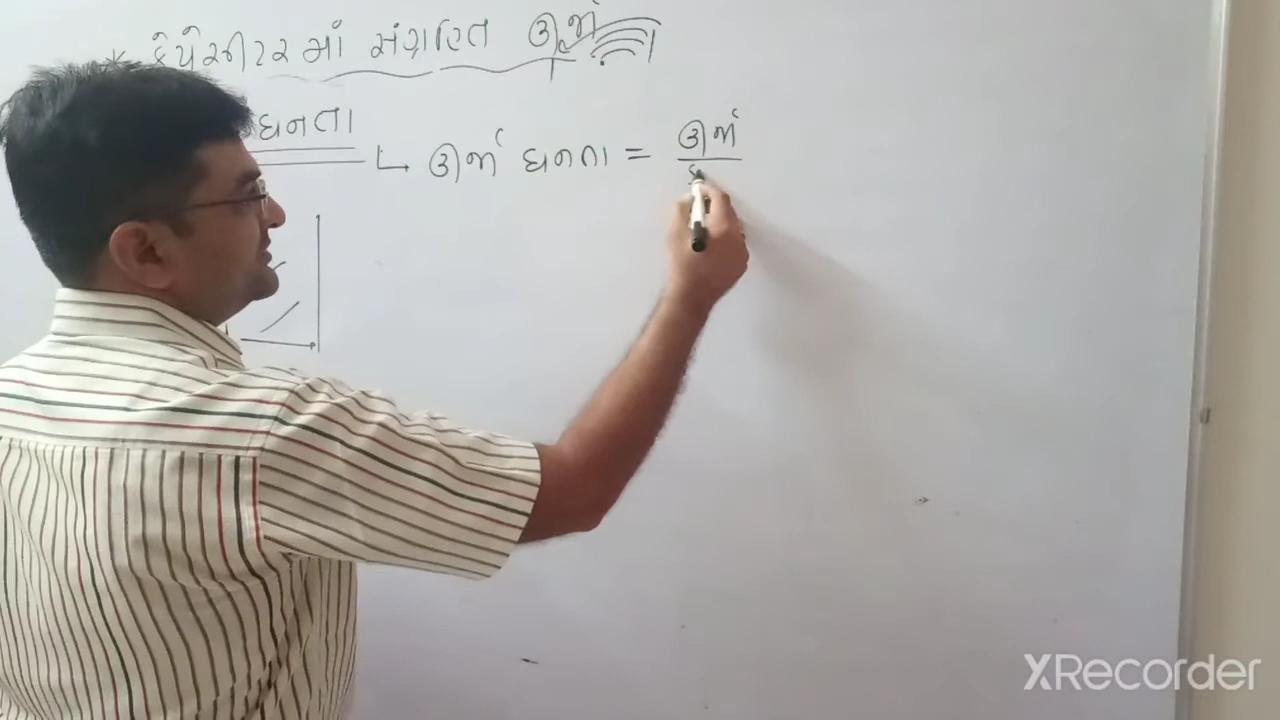 * કેપેસીટરમાં સંગ્રહિત ઊર્જા
ઘનતા
↳ ઊર્જા ઘનતા = ઊર્જા
XRecorder